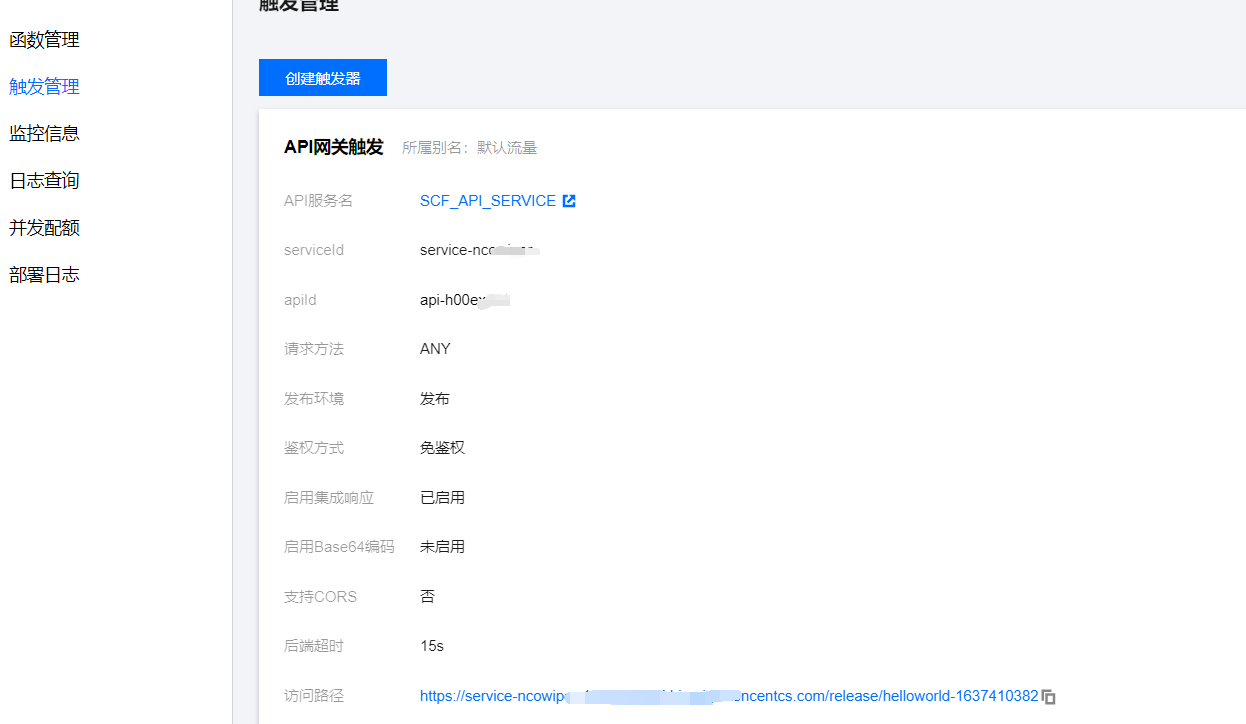 触发管理
函数管理
触发管理
监控信息
日志查询
并发配额
部署日志
创建触发器
API网关触发 所属别名：默认流量
API服务名 SCF_API_SERVICE
serviceId service-nco
apiId api-h00ex
请求方法 ANY
发布环境 发布
鉴权方式 免鉴权
启用集成响应 已启用
启用Base64编码 未启用
支持CORS 否
后端超时 15s
访问路径 https://service-ncowip encentcs.com/release/helloworld-1637410382